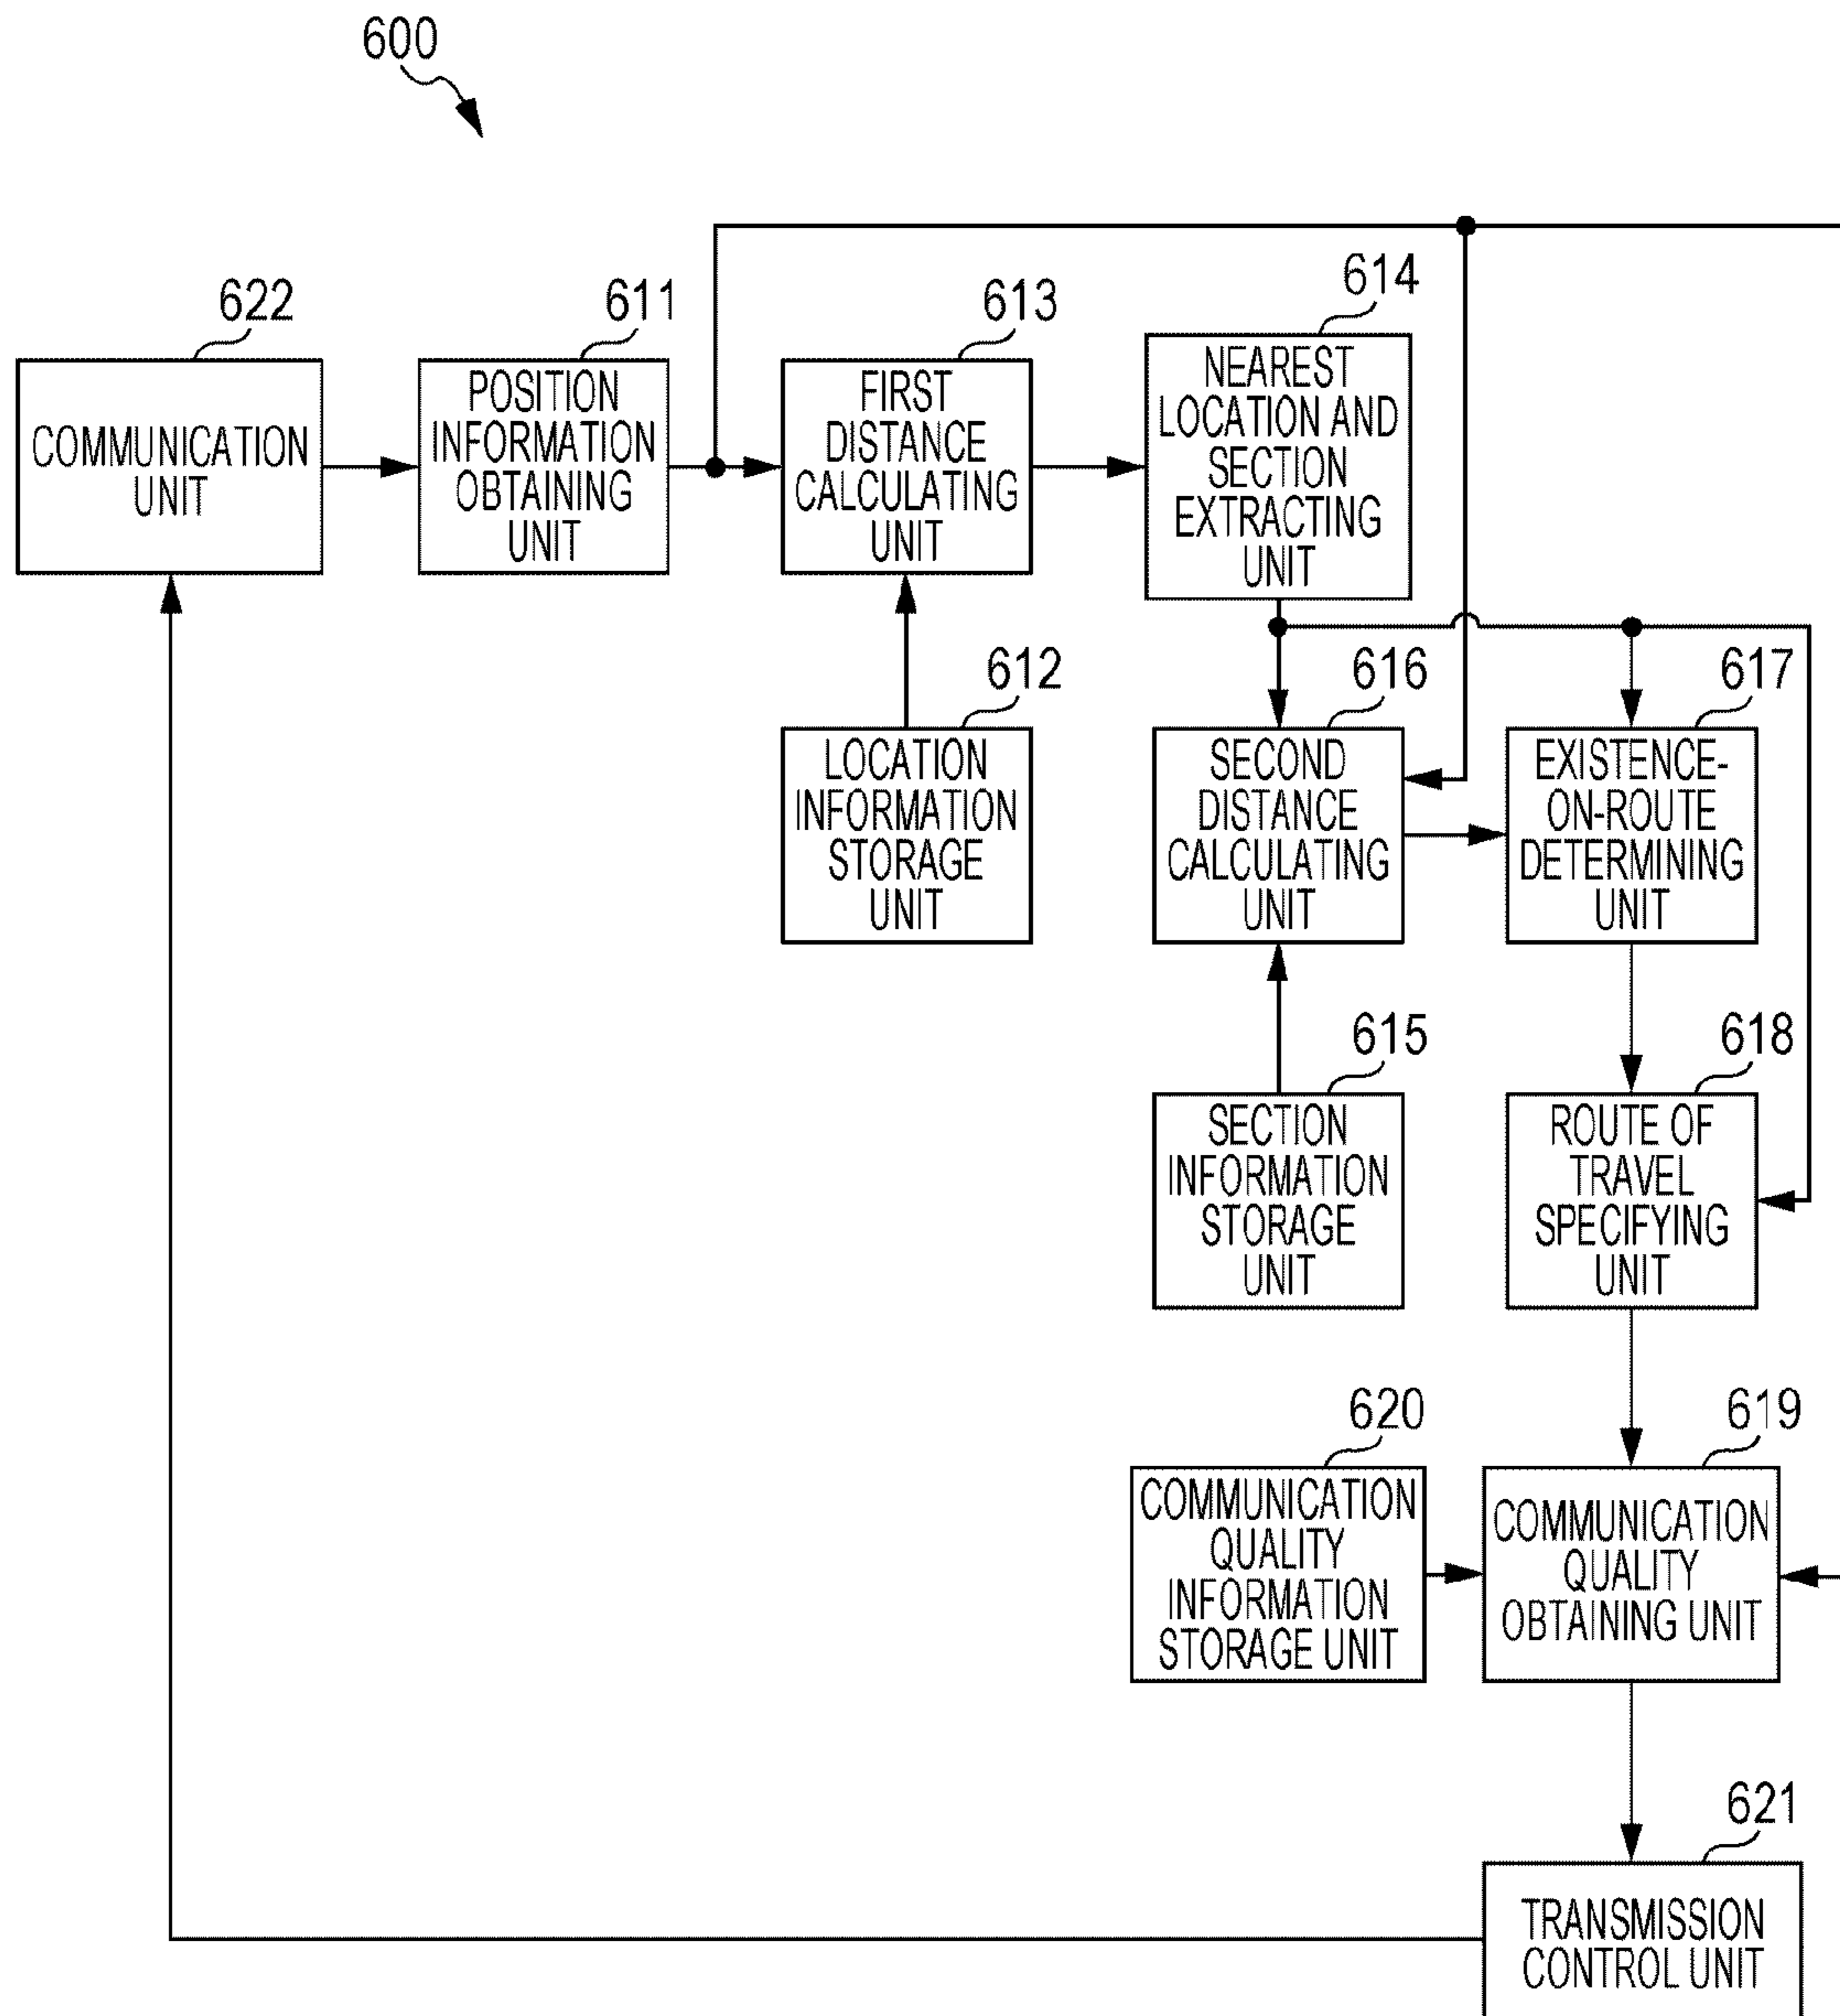 600
622
COMMUNICATION
UNIT
611
POSITION
INFORMATION
OBTAINING
UNIT
613
FIRST
DISTANCE
CALCULATING
UNIT
614
NEAREST
LOCATION AND
SECTION
EXTRACTING
UNIT
612
LOCATION
INFORMATION
STORAGE
UNIT
616
SECOND
DISTANCE
CALCULATING
UNIT
617
EXISTENCE-
ON-ROUTE
DETERMINING
UNIT
615
SECTION
INFORMATION
STORAGE
UNIT
618
ROUTE OF
TRAVEL
SPECIFYING
UNIT
620
COMMUNICATION
QUALITY
INFORMATION
STORAGE UNIT
619
COMMUNICATION
QUALITY
OBTAINING UNIT
621
TRANSMISSION
CONTROL UNIT